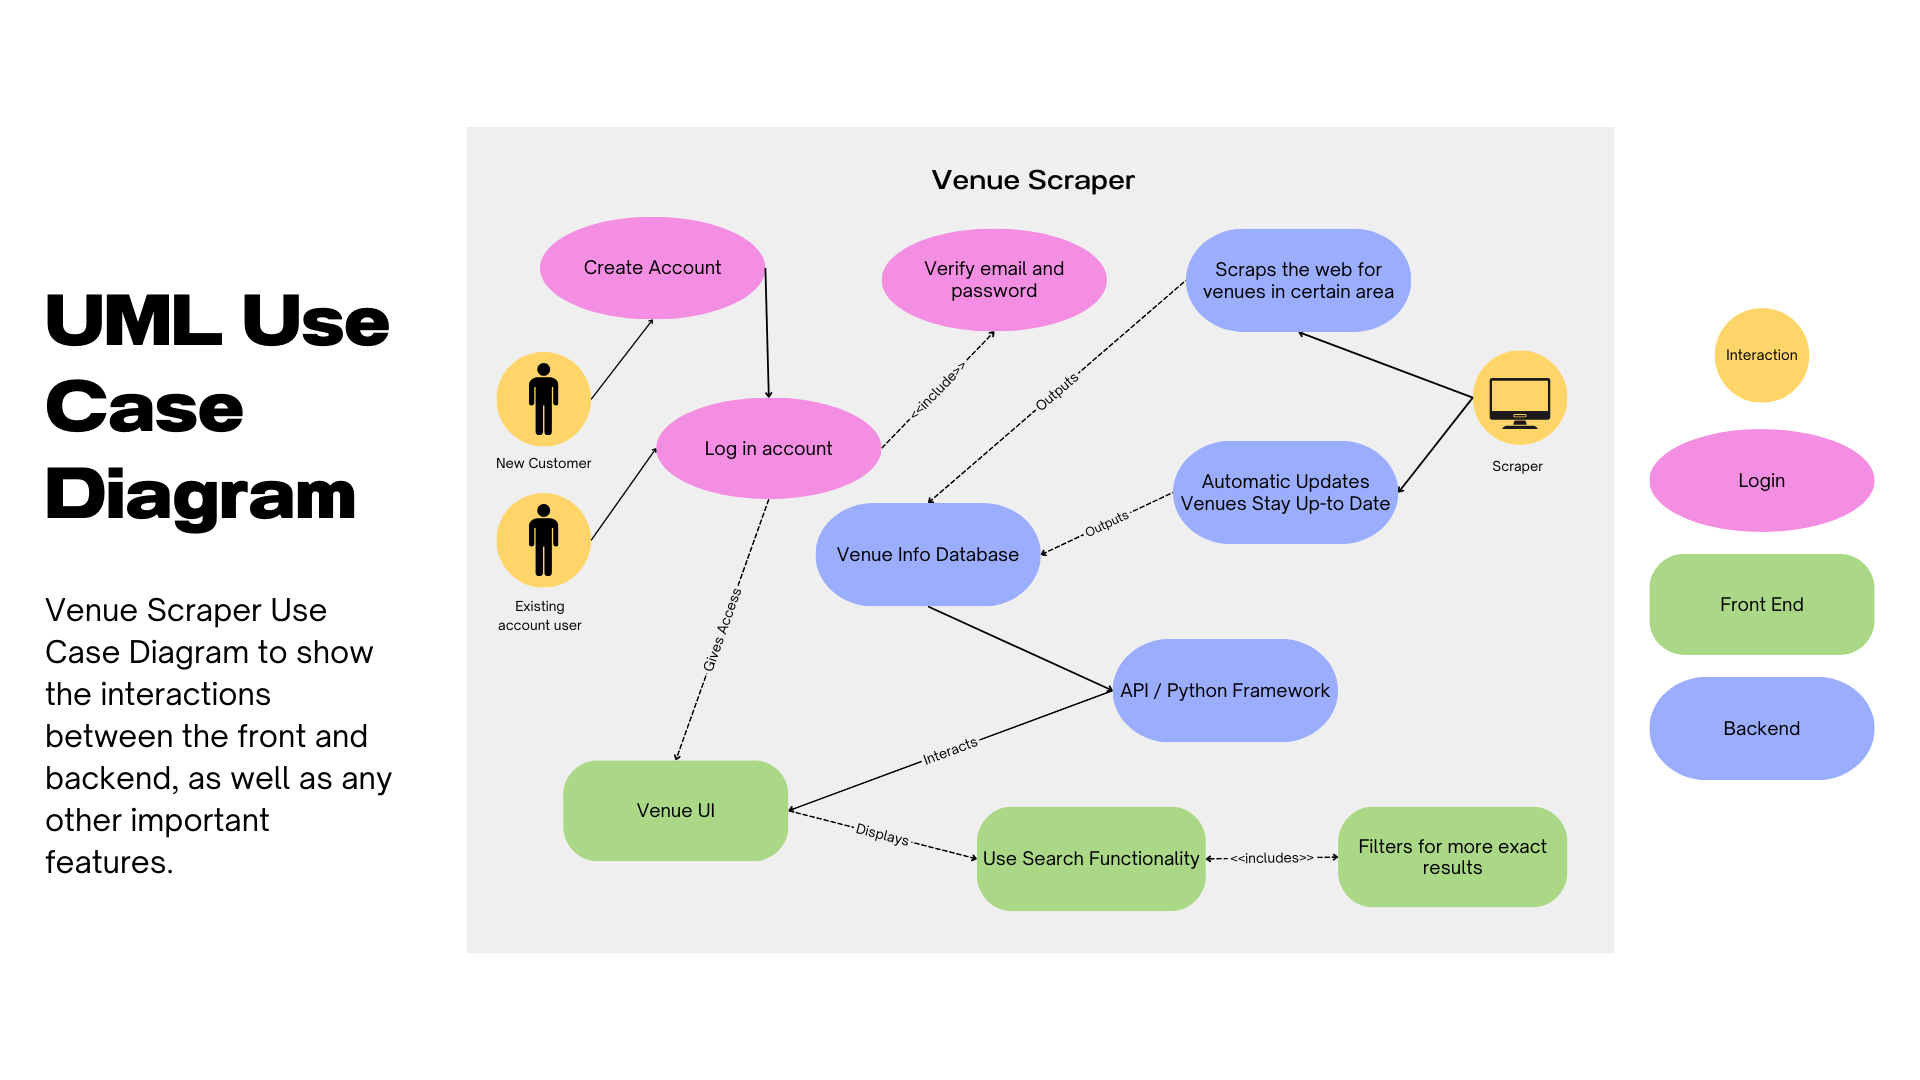 UML Use
Case
Diagram
Venue Scraper Use
Case Diagram to show
the interactions
between the front and
backend, as well as any
other important
features.
Venue Scraper
Create Account
Verify email and
password
Scraps the web for
venues in certain area
New Customer
Log in account
<<include>>
Outputs
Scraper
Automatic Updates
Venues Stay Up-to Date
Outputs
Venue Info Database
Existing
account user
Gives Access
API / Python Framework
Interacts
Venue UI
Displays
Use Search Functionality
<<includes>>
Filters for more exact
results
Interaction
Login
Front End
Backend